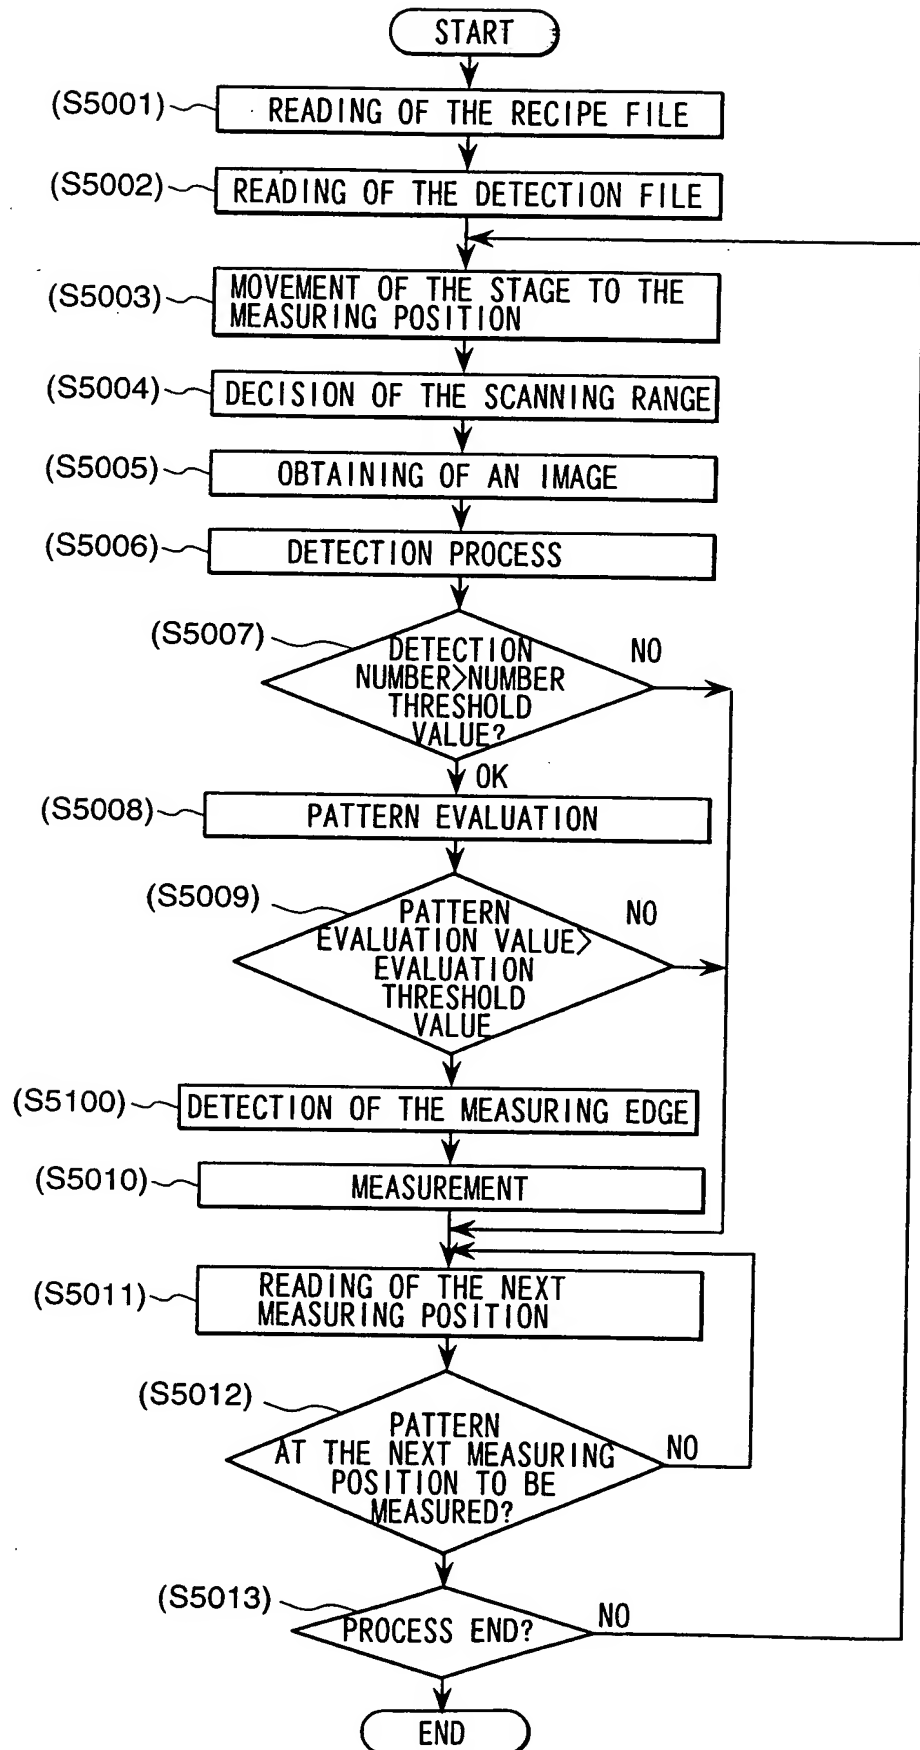 START
(S5001)
READING OF THE RECIPE FILE
(S5002)
READING OF THE DETECTION FILE
(S5003)
MOVEMENT OF THE STAGE TO THE
MEASURING POSITION
(S5004)
DECISION OF THE SCANNING RANGE
(S5005)
OBTAINING OF AN IMAGE
(S5006)
DETECTION PROCESS
(S5007)
DETECTION
NUMBER>NUMBER
THRESHOLD
VALUE?
NO
OK
(S5008)
PATTERN EVALUATION
(S5009)
PATTERN
EVALUATION VALUE>
EVALUATION
THRESHOLD
VALUE
NO
(S5100)
DETECTION OF THE MEASURING EDGE
(S5010)
MEASUREMENT
(S5011)
READING OF THE NEXT
MEASURING POSITION
(S5012)
PATTERN
AT THE NEXT MEASURING
POSITION TO BE
MEASURED?
NO
(S5013)
PROCESS END?
NO
END